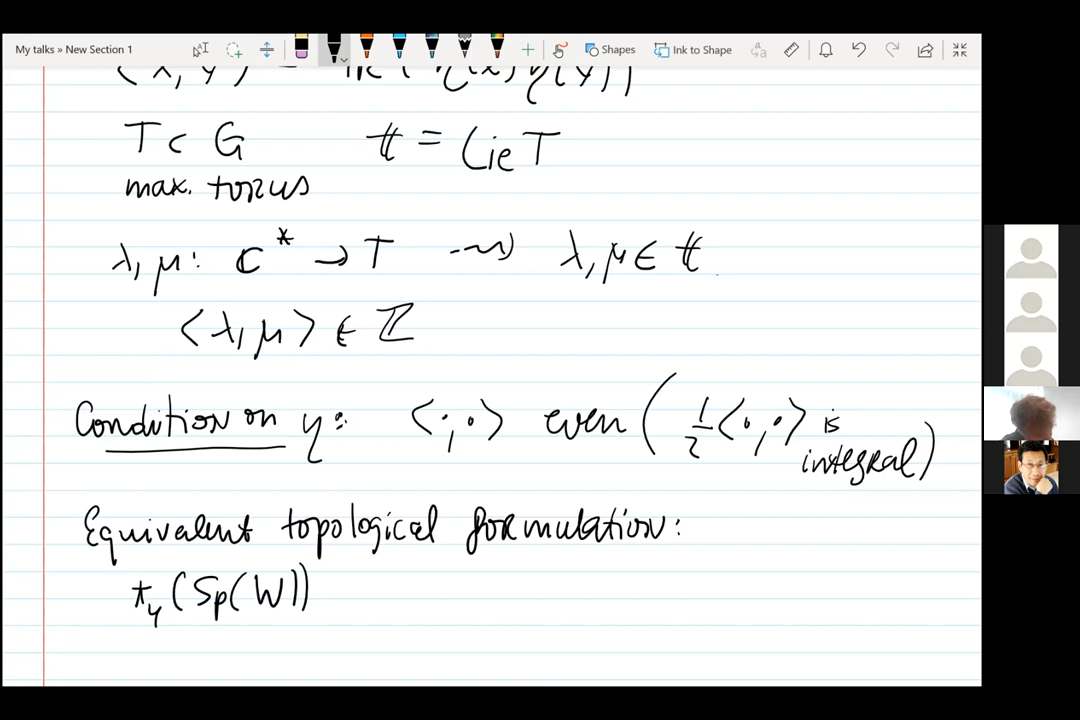 My talks » New Section 1
Shapes
Ink to Shape
T ⊂ G 𝔱 = Lie T
max. torus
λ, μ: ℂ* → T ⇝ λ, μ ∈ 𝔱
<λ, μ> ∈ ℤ
Condition on η: <·,·> even ( 1/2 <·,·> is integral)
Equivalent topological formulation:
π₄(Sp(W))